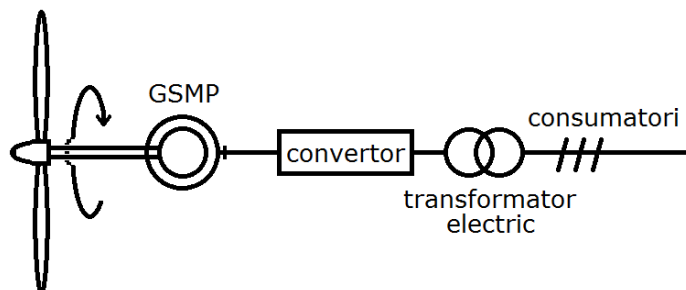 GSMP
convertor
consumatori
transformator
electric